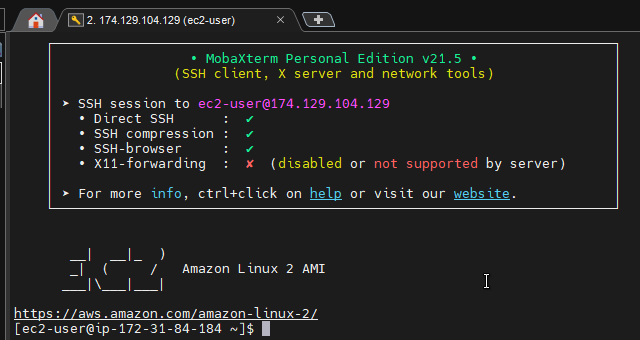 2. 174.129.104.129 (ec2-user)
• MobaXterm Personal Edition v21.5 •
(SSH client, X server and network tools)
➤ SSH session to ec2-user@174.129.104.129
• Direct SSH : ✔
• SSH compression : ✔
• SSH-browser : ✔
• X11-forwarding : ✘ (disabled or not supported by server)
➤ For more info, ctrl+click on help or visit our website.
__| __|_ )
_| ( / Amazon Linux 2 AMI
___|\___|___|
https://aws.amazon.com/amazon-linux-2/
[ec2-user@ip-172-31-84-184 ~]$